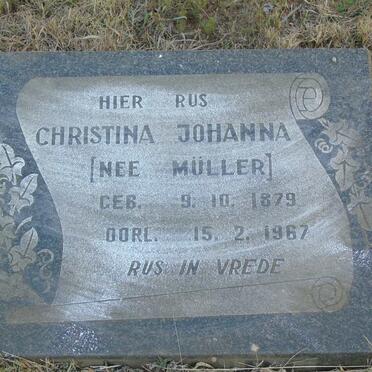 HIER RUS
CHRISTINA JOHANNA
[NEE MÜLLER]
GEB. 9. 10. 1879
OORL. 15. 2. 1967
RUS IN VREDE